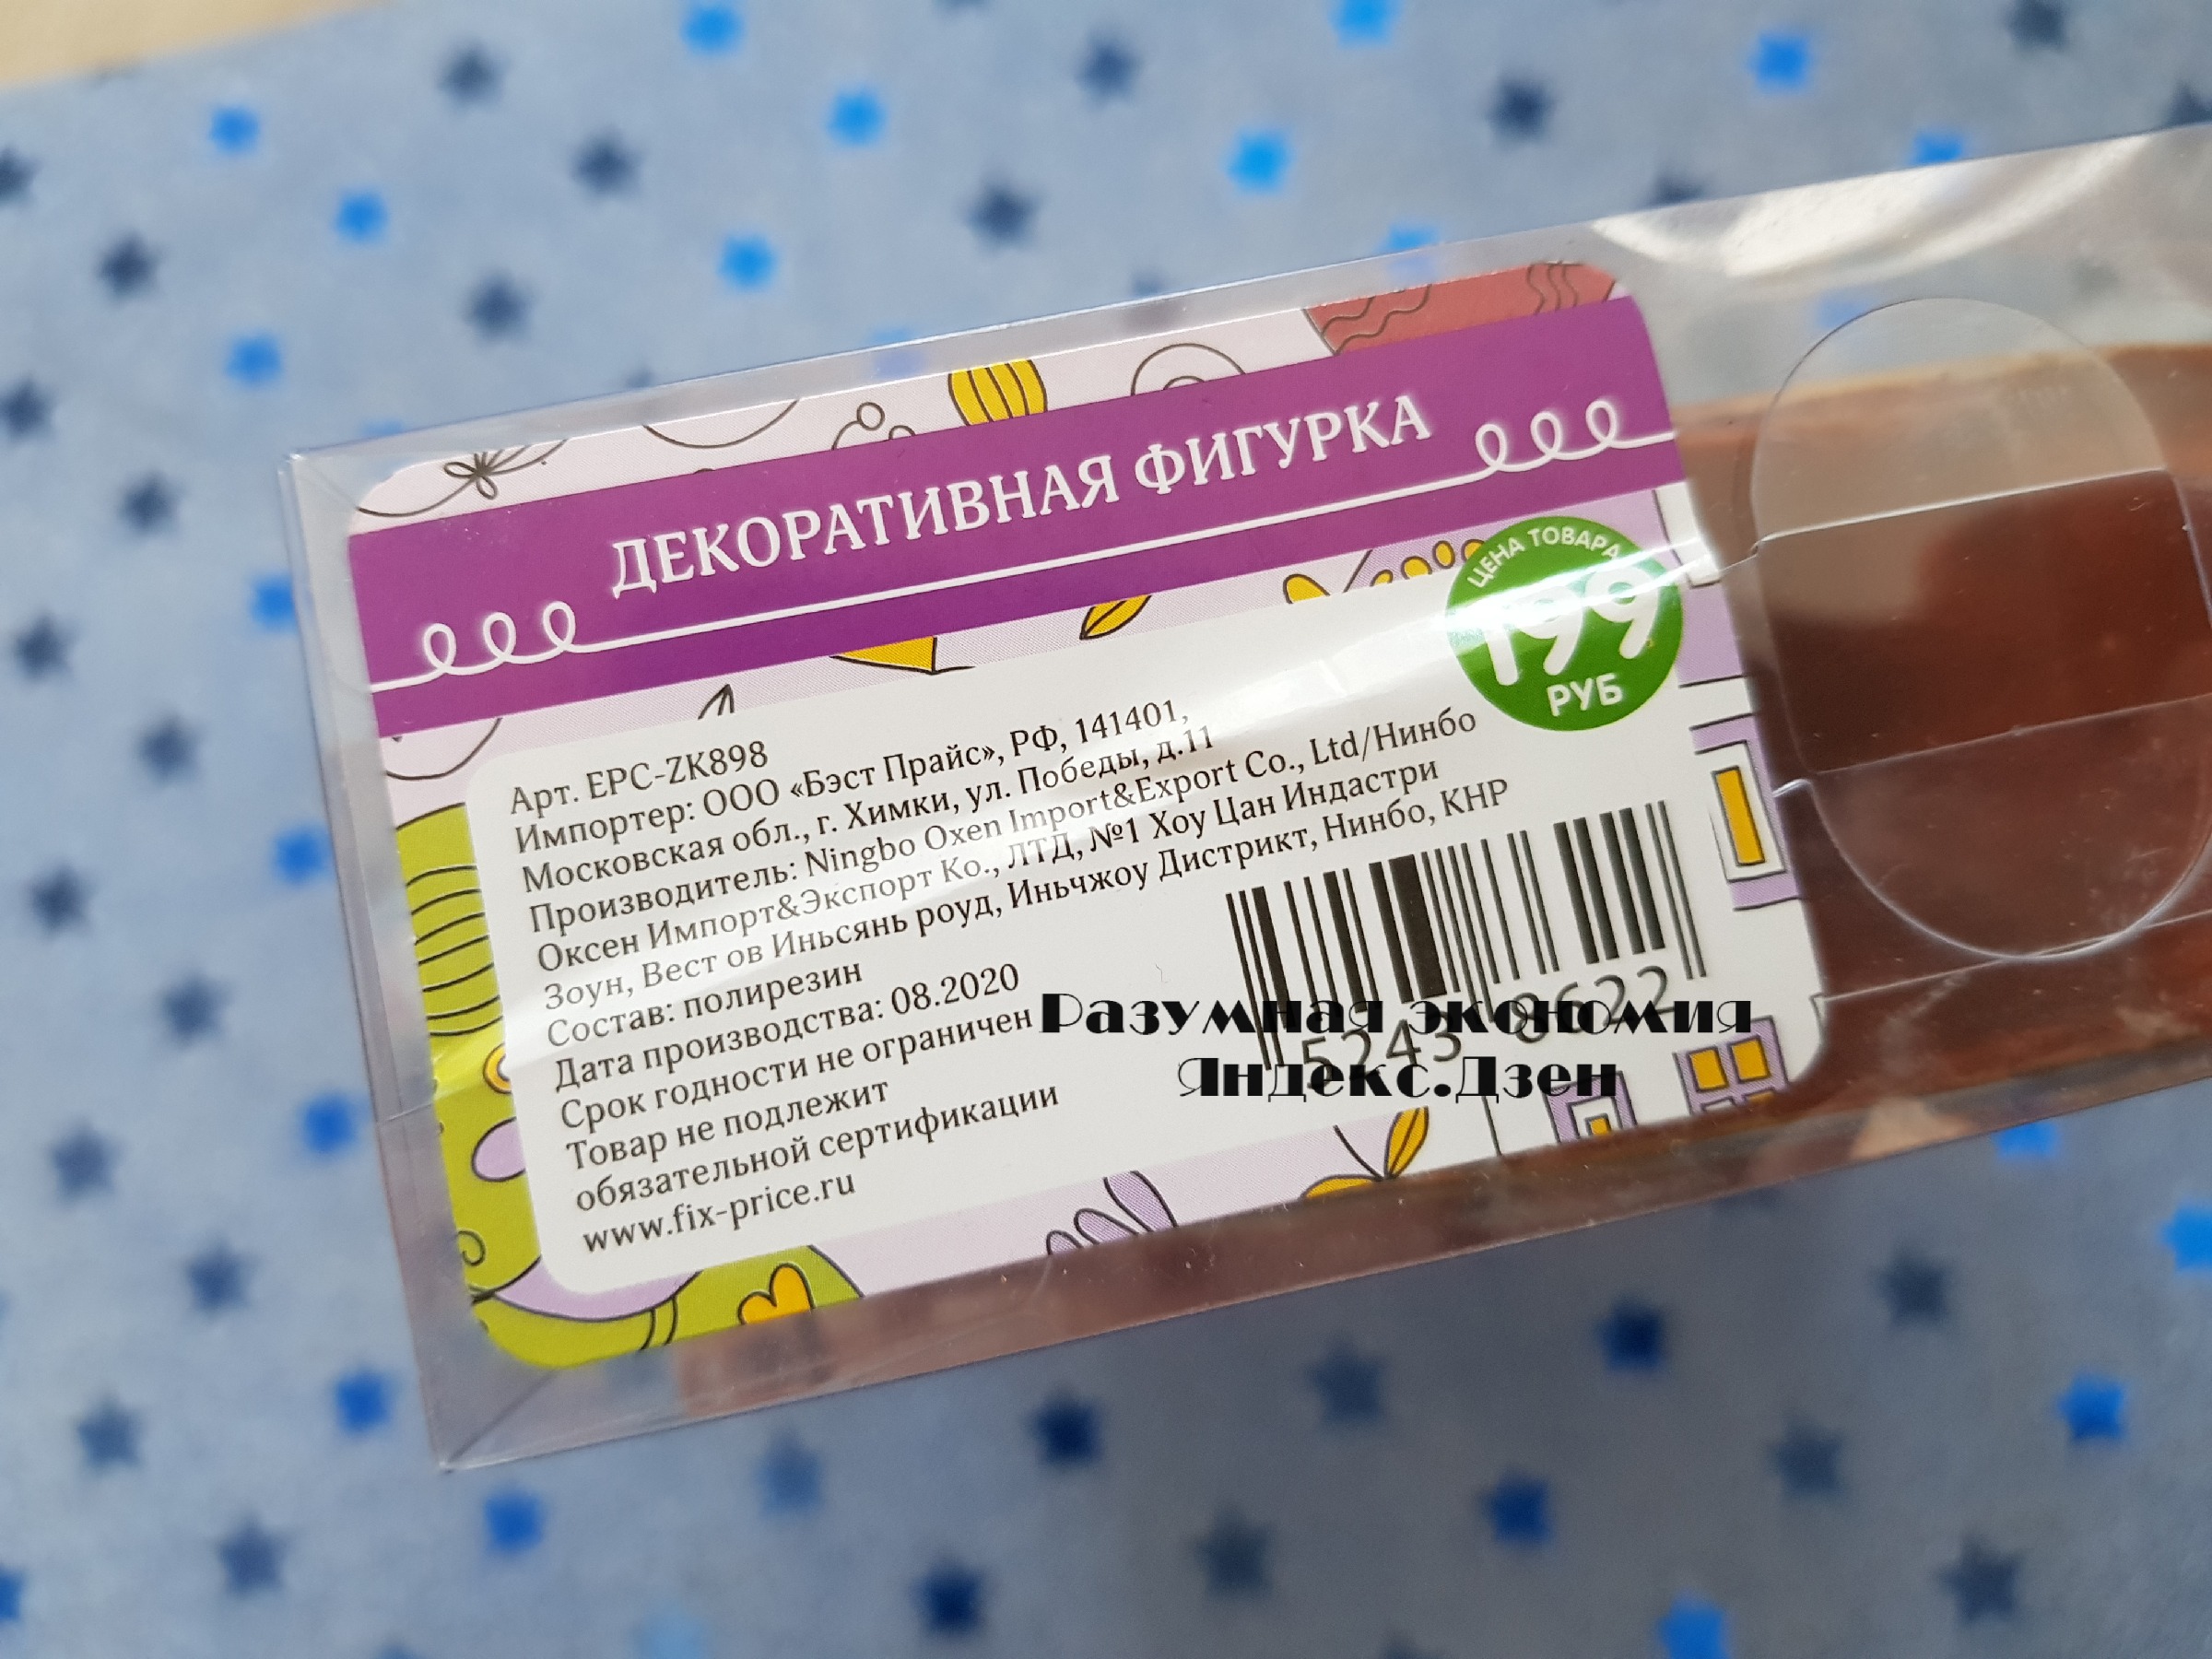 ДЕКОРАТИВНАЯ ФИГУРКА
ЦЕНА ТОВАРА
199
РУБ
Арт. EPC-ZK898
Импортер: ООО «Бэст Прайс», РФ, 141401,
Московская обл., г. Химки, ул. Победы, д.11
Производитель: Ningbo Oxen Import&Export Co., Ltd/Нинбо
Оксен Импорт&Экспорт Ко., ЛТД, №1 Хоу Цан Индастри
Зоун, Вест ов Иньсянь роуд, Иньчжоу Дистрикт, Нинбо, КНР
Состав: полирезин
Дата производства: 08.2020
Срок годности не ограничен
Товар не подлежит
обязательной сертификации
www.fix-price.ru
5243 8622
Разумная экономия
Яндекс.Дзен